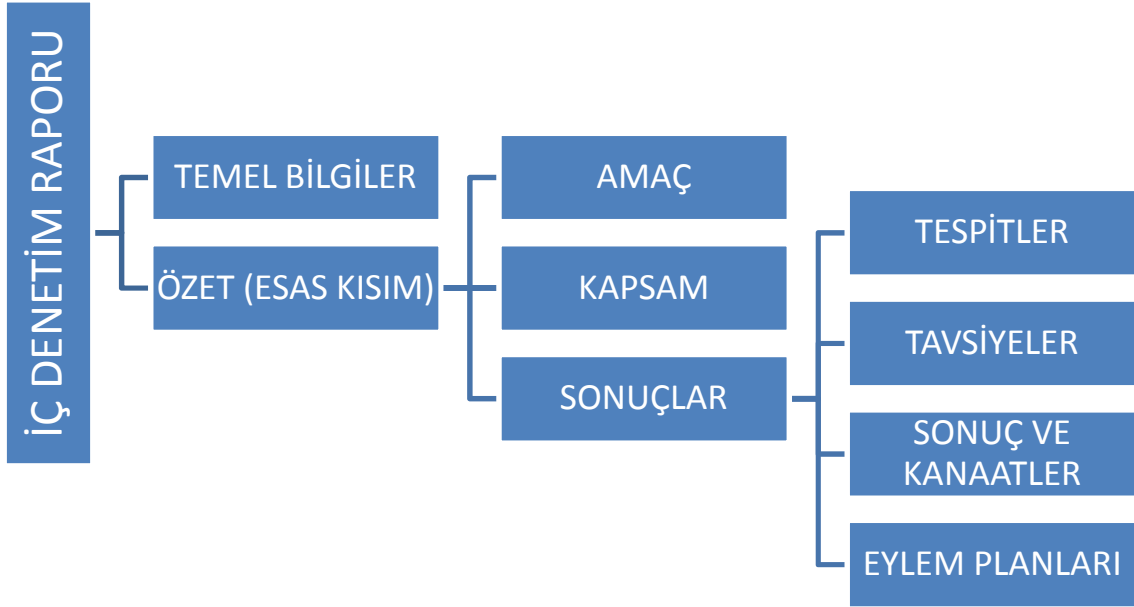 İÇ DENETİM RAPORU
TEMEL BİLGİLER
ÖZET (ESAS KISIM)
AMAÇ
KAPSAM
SONUÇLAR
TESPİTLER
TAVSİYELER
SONUÇ VE
KANAATLER
EYLEM PLANLARI